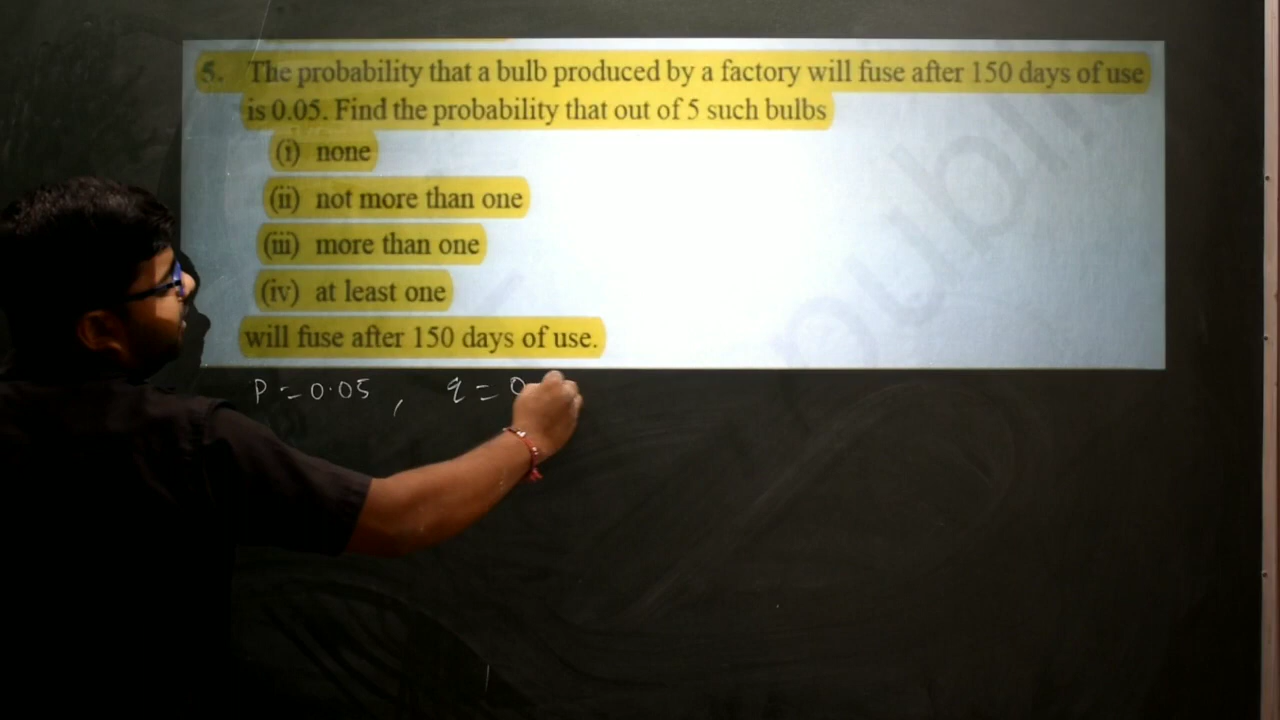 5. The probability that a bulb produced by a factory will fuse after 150 days of use
is 0.05. Find the probability that out of 5 such bulbs
(i) none
(ii) not more than one
(iii) more than one
(iv) at least one
will fuse after 150 days of use.
P = 0.05 , q = 0
publi